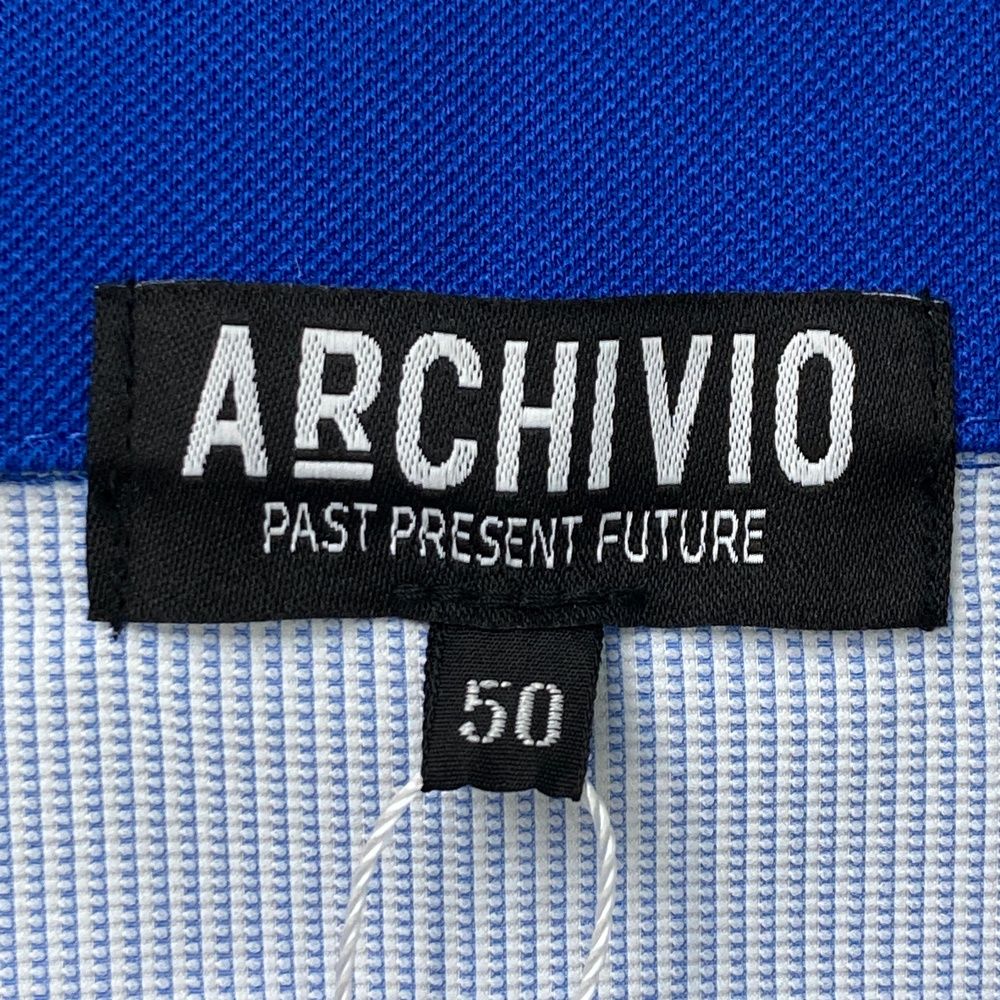 ARCHIVIO
PAST PRESENT FUTURE
50